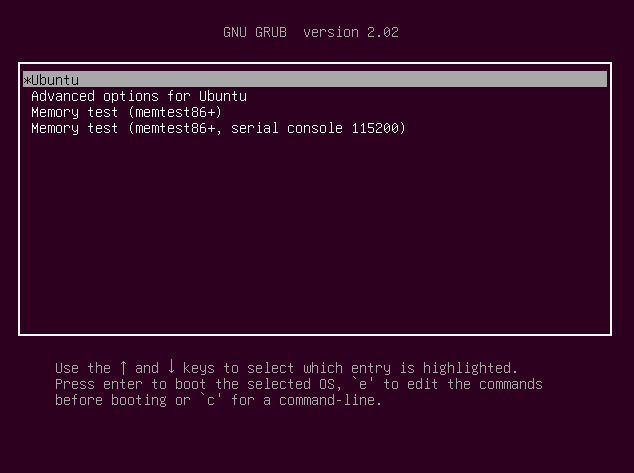 GNU GRUB  version 2.02
*Ubuntu
Advanced options for Ubuntu
Memory test (memtest86+)
Memory test (memtest86+, serial console 115200)
Use the ↑ and ↓ keys to select which entry is highlighted.
Press enter to boot the selected OS, `e' to edit the commands
before booting or `c' for a command-line.